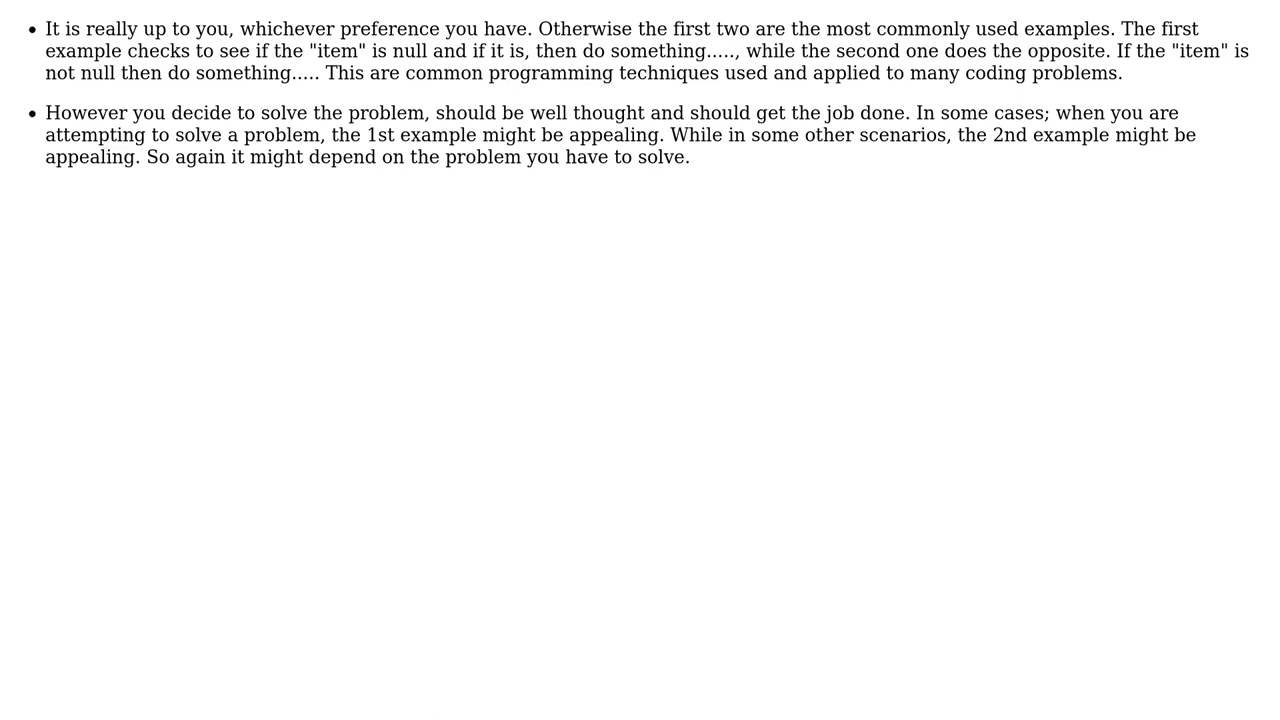 It is really up to you, whichever preference you have. Otherwise the first two are the most commonly used examples. The first
example checks to see if the "item" is null and if it is, then do something....., while the second one does the opposite. If the "item" is
not null then do something..... This are common programming techniques used and applied to many coding problems.
However you decide to solve the problem, should be well thought and should get the job done. In some cases; when you are
attempting to solve a problem, the 1st example might be appealing. While in some other scenarios, the 2nd example might be
appealing. So again it might depend on the problem you have to solve.